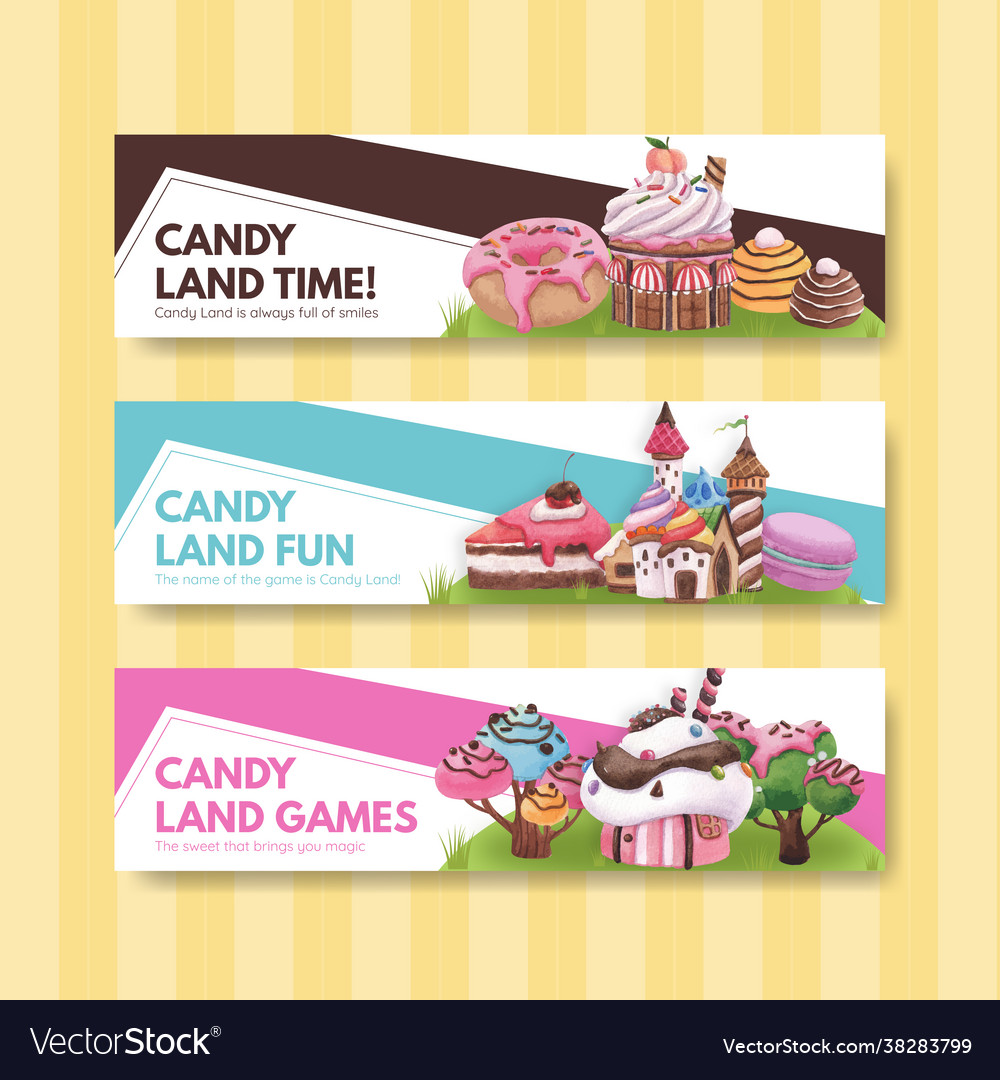 CANDY
LAND TIME!
Candy Land is always full of smiles
CANDY
LAND FUN
The name of the game is Candy Land!
CANDY
LAND GAMES
The sweet that brings you magic
VectorStock®
VectorStock.com/38283799